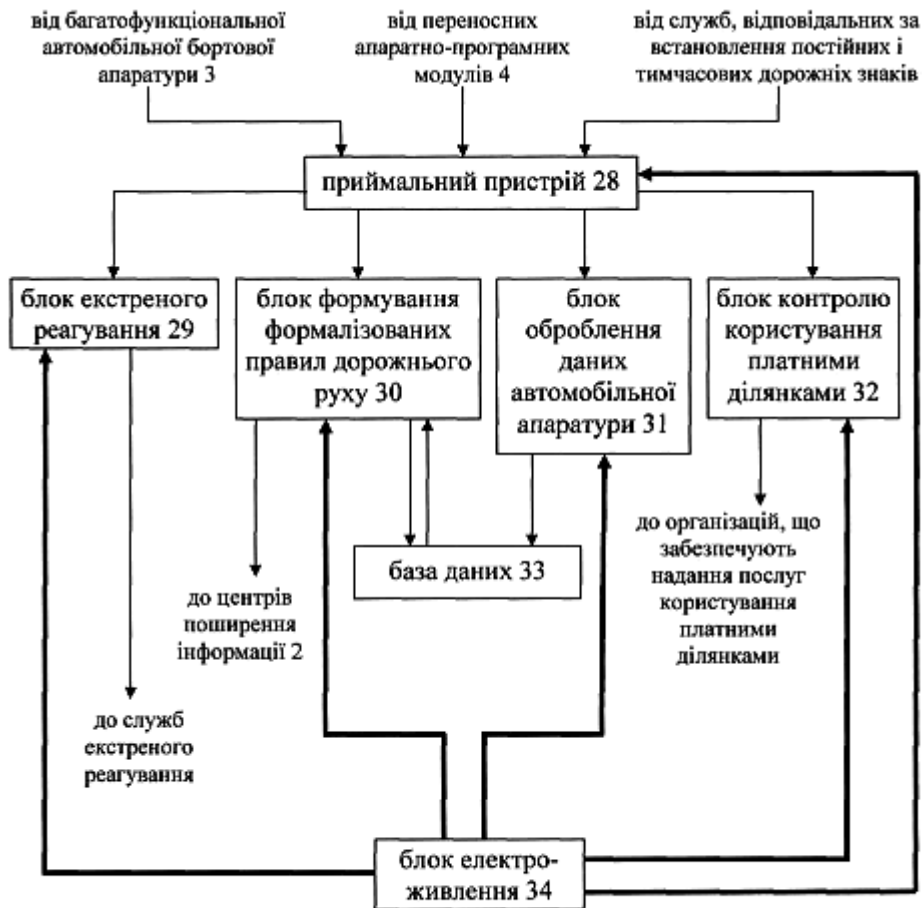 від багатофункціональної
автомобільної бортової
апаратури 3
від переносних
апаратно-програмних
модулів 4
від служб, відповідальних за
встановлення постійних і
тимчасових дорожніх знаків
приймальний пристрій 28
блок екстреного
реагування 29
блок формування
формалізованих
правил дорожнього
руху 30
блок
оброблення
даних
автомобільної
апаратури 31
блок контролю
користування
платними
ділянками 32
база даних 33
до центрів
поширення
інформації 2
до організацій, що
забезпечують
надання послуг
користування
платними
ділянками
до служб
екстреного
реагування
блок електро-
живлення 34